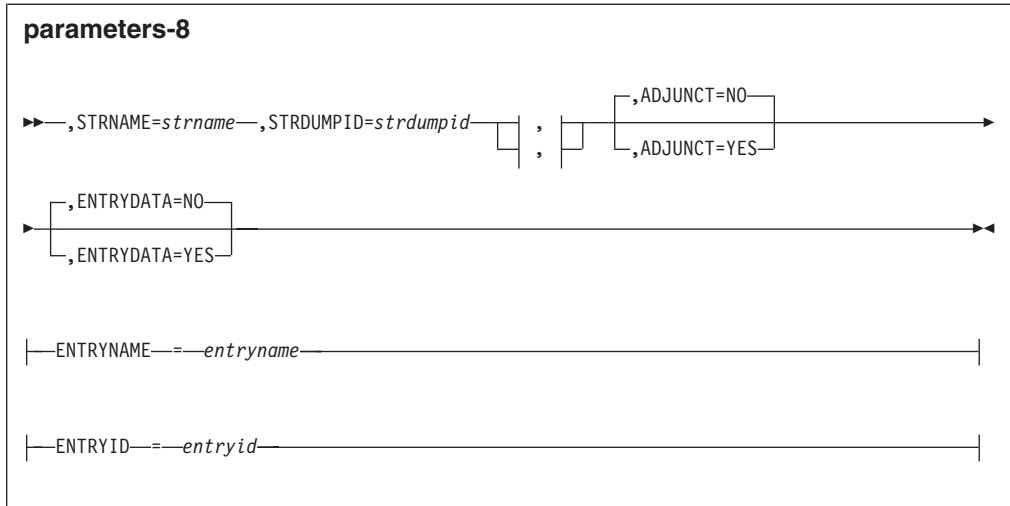 parameters-8
,ADJUNCT=NO
,STRNAME=strname ,STRDUMPID=strdumpid , ,ADJUNCT=YES
,
,ENTRYDATA=NO
,ENTRYDATA=YES
ENTRYNAME = entryname
ENTRYID = entryid